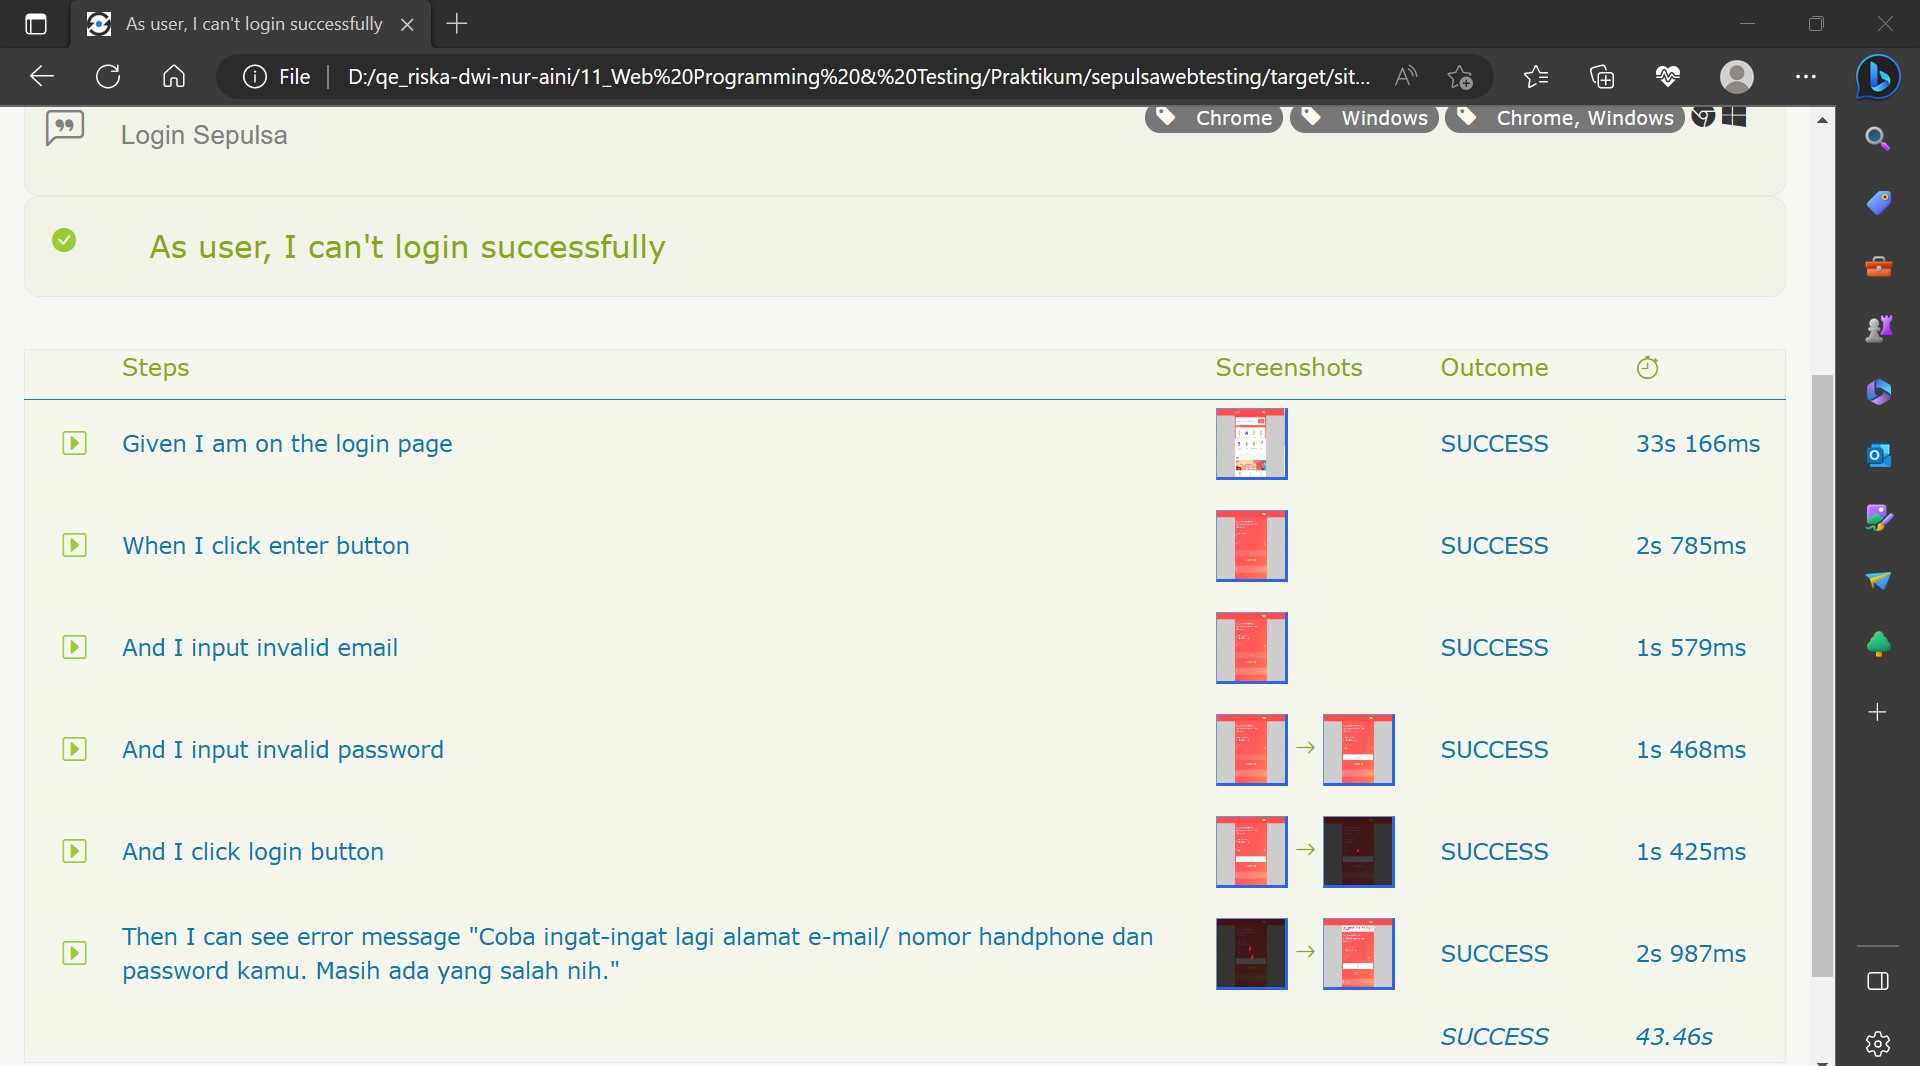 As user, I can't login successfully
File
D:/qe_riska-dwi-nur-aini/11_Web%20Programming%20&%20Testing/Praktikum/sepulsawebtesting/target/sit...
Login Sepulsa
Chrome
Windows
Chrome, Windows
As user, I can't login successfully
Steps Screenshots Outcome
Given I am on the login page SUCCESS 33s 166ms
When I click enter button SUCCESS 2s 785ms
And I input invalid email SUCCESS 1s 579ms
And I input invalid password SUCCESS 1s 468ms
And I click login button SUCCESS 1s 425ms
Then I can see error message "Coba ingat-ingat lagi alamat e-mail/ nomor handphone dan
password kamu. Masih ada yang salah nih." SUCCESS 2s 987ms
SUCCESS 43.46s